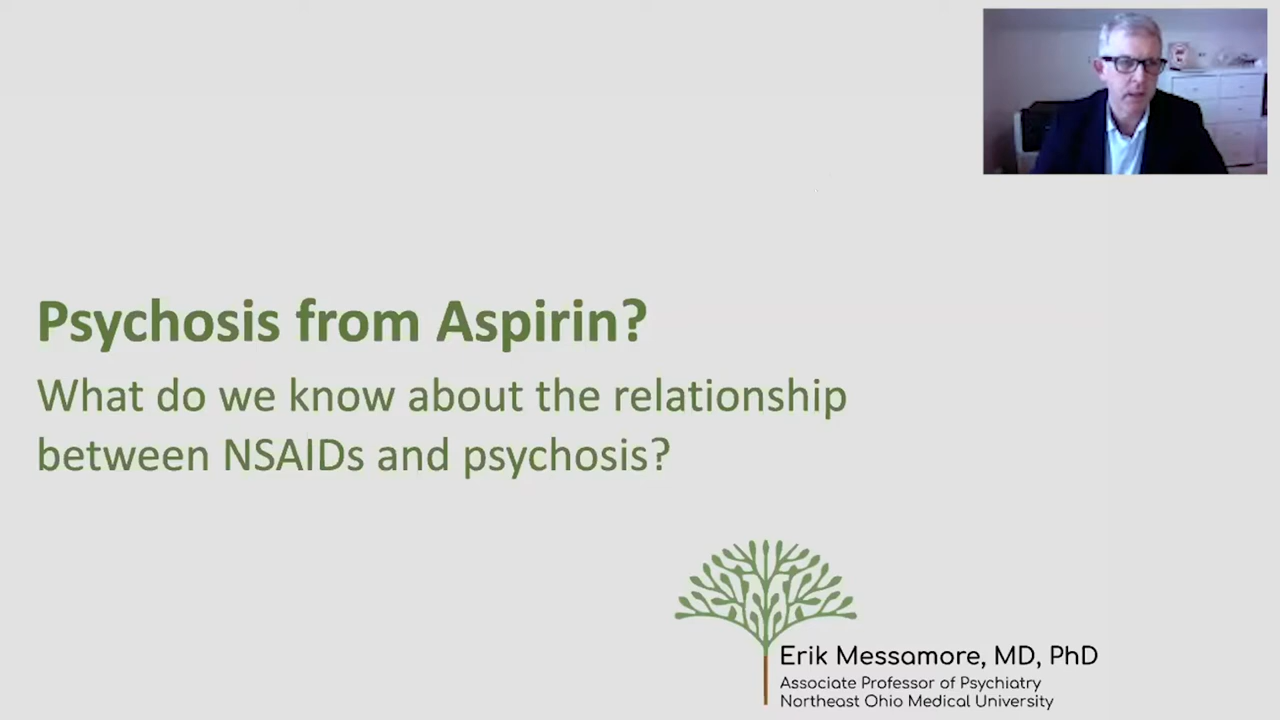 Psychosis from Aspirin?
What do we know about the relationship
between NSAIDs and psychosis?
Erik Messamore, MD, PhD
Associate Professor of Psychiatry
Northeast Ohio Medical University